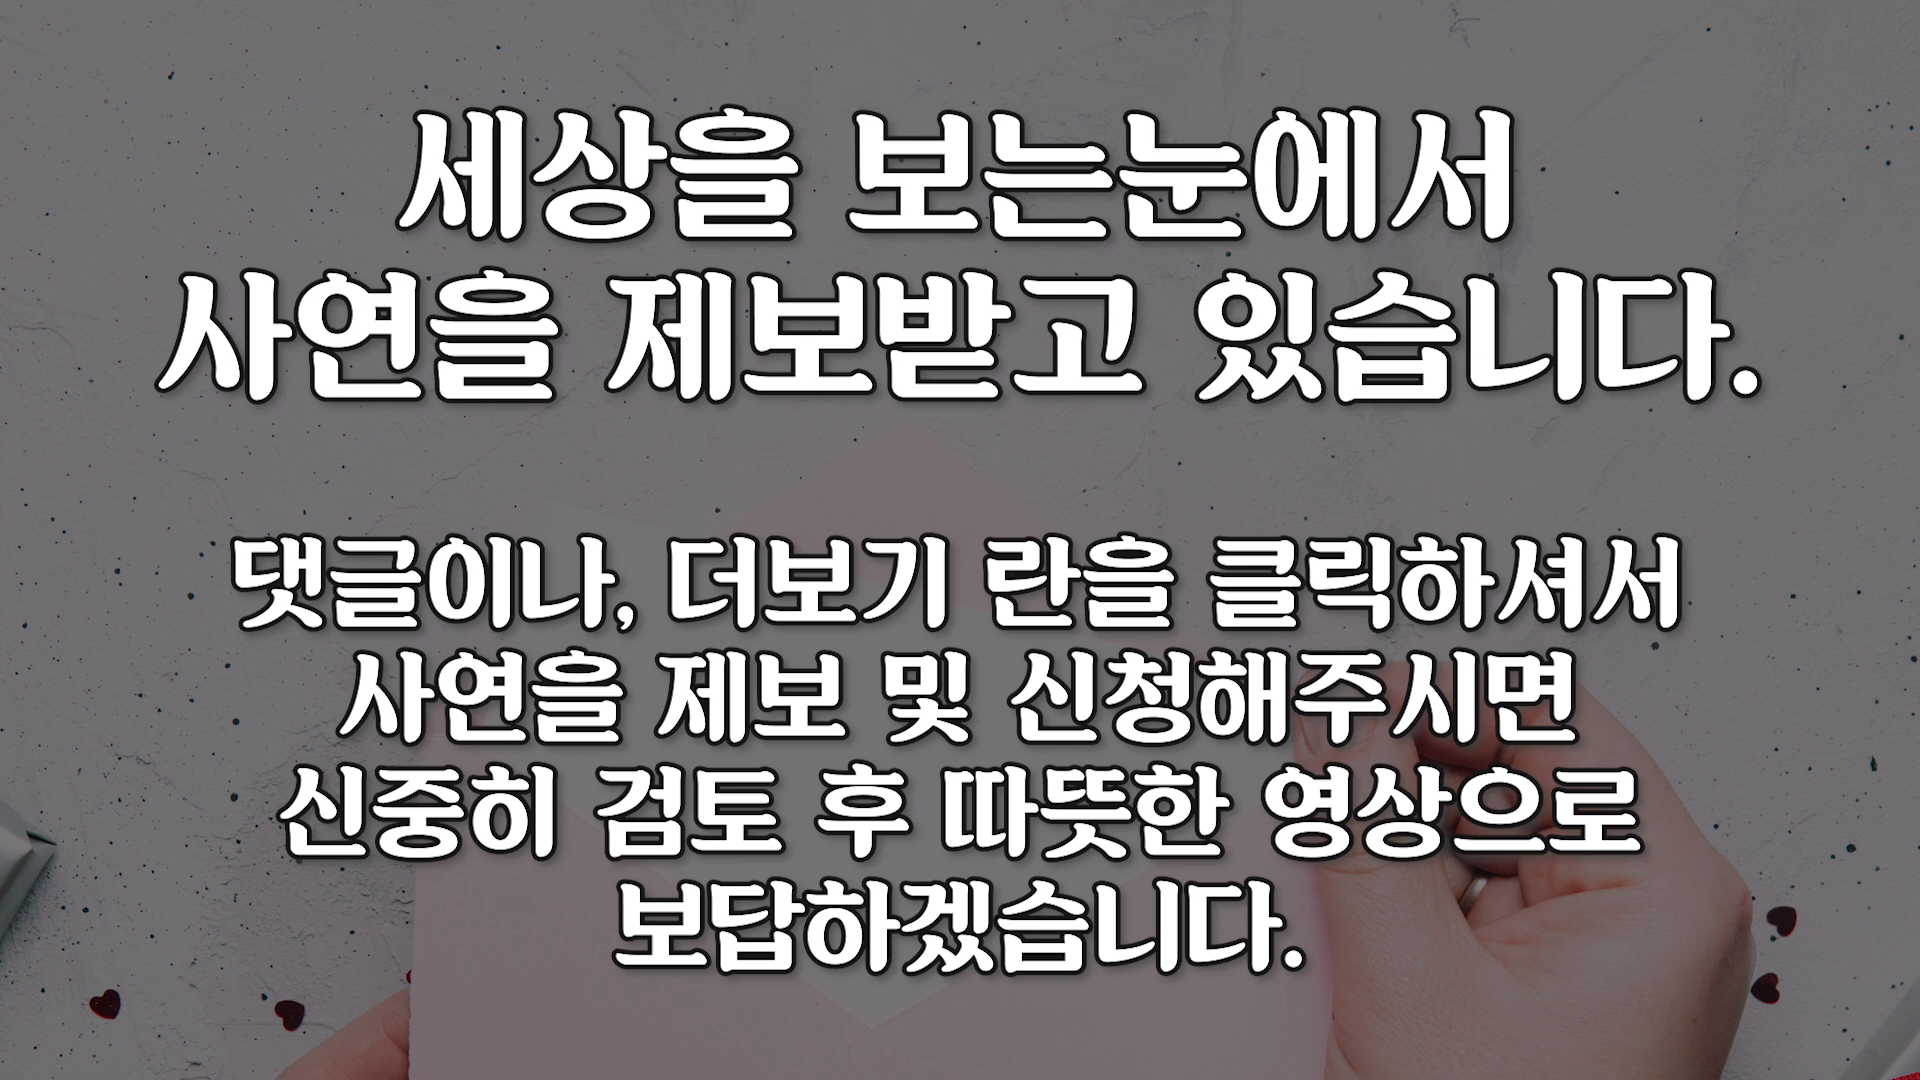 세상을 보는눈에서
사연을 제보받고 있습니다.
댓글이나, 더보기 란을 클릭하셔서
사연을 제보 및 신청해주시면
신중히 검토 후 따뜻한 영상으로
보답하겠습니다.